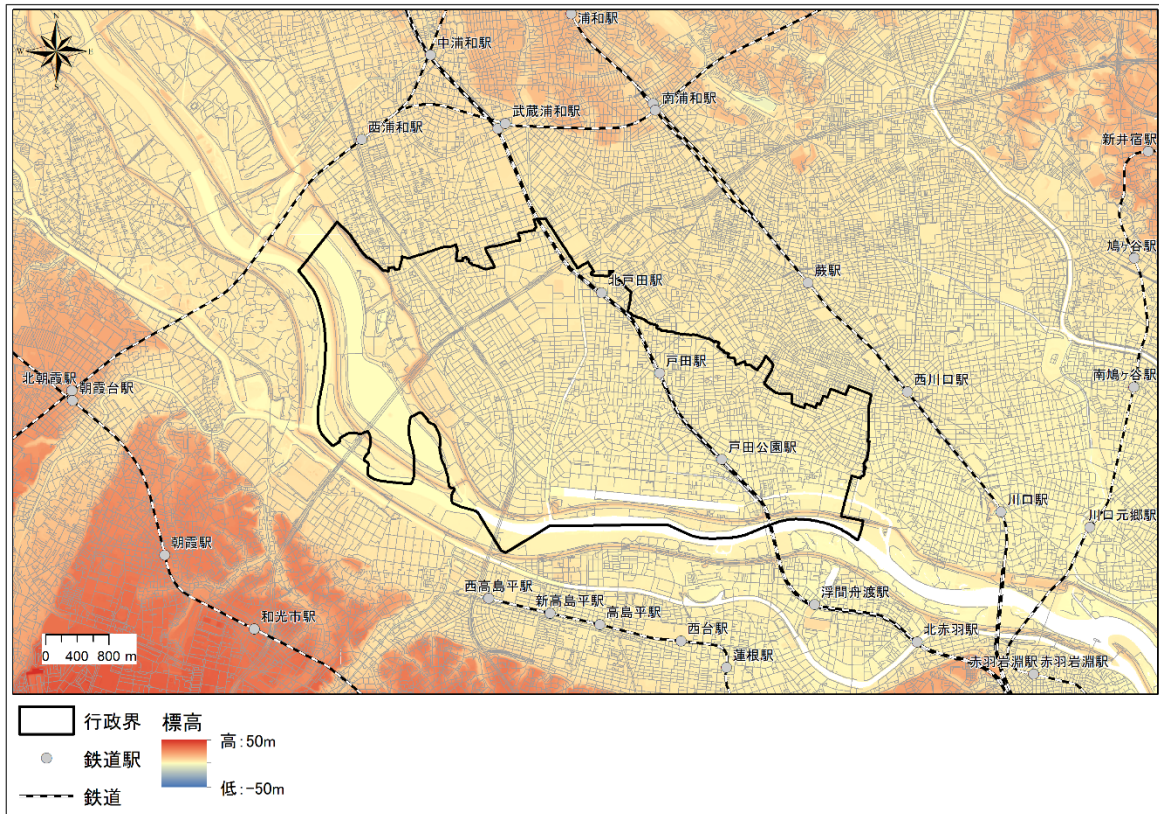 N
W
E
S
浦和駅
中浦和駅
南浦和駅
武蔵浦和駅
西浦和駅
新井宿駅
鳩ヶ谷駅
蕨駅
北戸田駅
戸田駅
南鳩ヶ谷駅
西川口駅
北朝霞駅
朝霞台駅
戸田公園駅
川口駅
川口元郷駅
朝霞駅
西高島平駅
新高島平駅
高島平駅
浮間舟渡駅
和光市駅
西台駅
北赤羽駅
蓮根駅
赤羽岩淵駅
赤羽岩淵駅
0 400 800 m
行政界
標高
鉄道駅
高:50m
低:-50m
鉄道